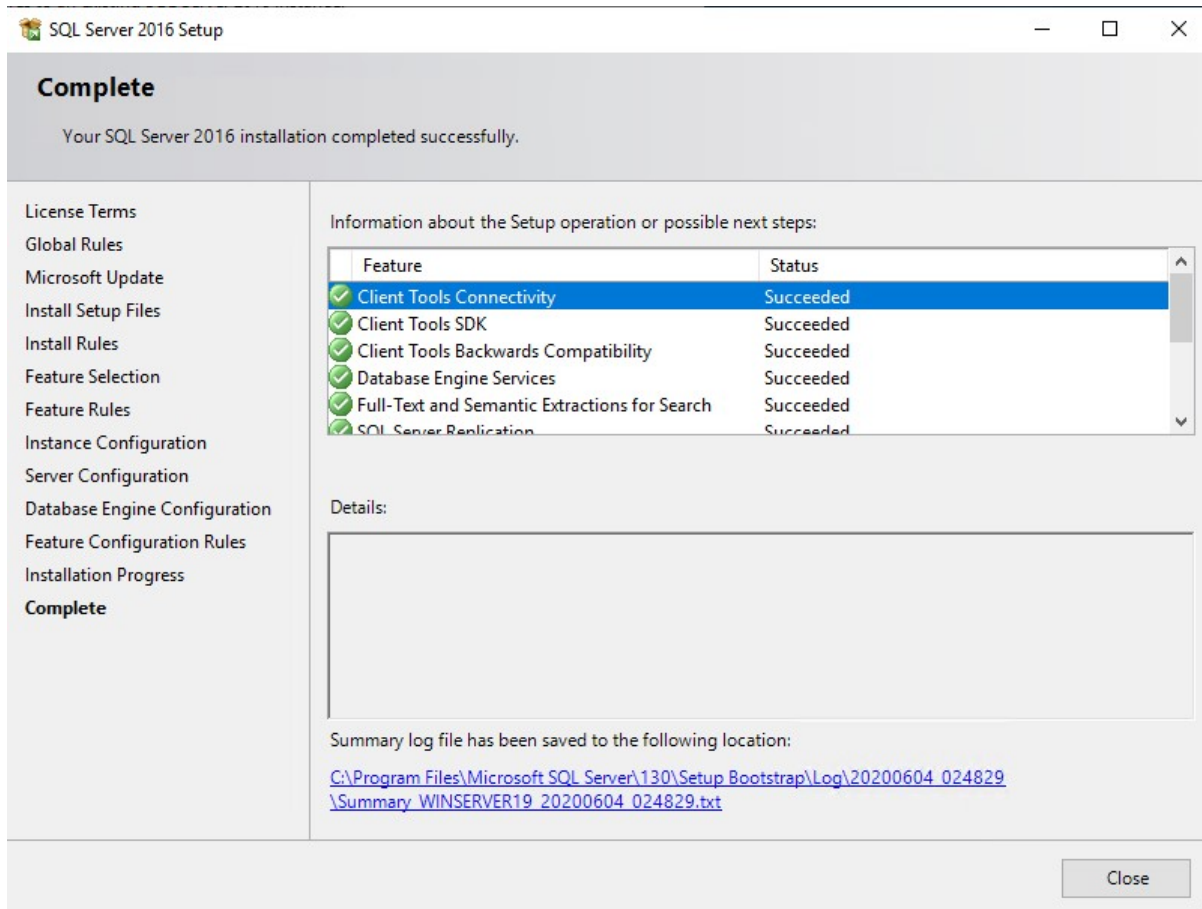 SQL Server 2016 Setup
Complete
Your SQL Server 2016 installation completed successfully.
License Terms
Global Rules
Microsoft Update
Install Setup Files
Install Rules
Feature Selection
Feature Rules
Instance Configuration
Server Configuration
Database Engine Configuration
Feature Configuration Rules
Installation Progress
Complete
Information about the Setup operation or possible next steps:
Feature Status
Client Tools Connectivity Succeeded
Client Tools SDK Succeeded
Client Tools Backwards Compatibility Succeeded
Database Engine Services Succeeded
Full-Text and Semantic Extractions for Search Succeeded
SQL Server Replication Succeeded
Details:
Summary log file has been saved to the following location:
C:\Program Files\Microsoft SQL Server\130\Setup Bootstrap\Log\20200604_024829
\Summary_WINSERVER19_20200604_024829.txt
Close